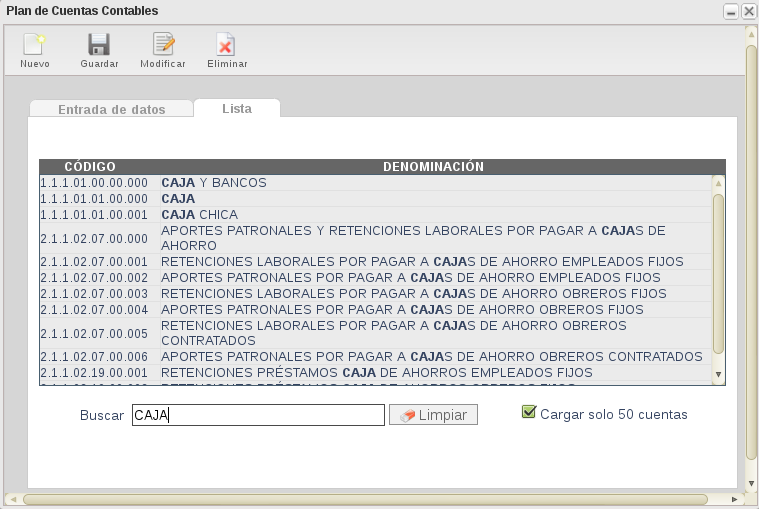 Plan de Cuentas Contables
Nuevo Guardar Modificar Eliminar
Entrada de datos Lista
CÓDIGO DENOMINACIÓN
1.1.1.01.00.00.000 CAJA Y BANCOS
1.1.1.01.01.00.000 CAJA
1.1.1.01.01.00.001 CAJA CHICA
2.1.1.02.07.00.000 APORTES PATRONALES Y RETENCIONES LABORALES POR PAGAR A CAJAS DE
AHORRO
2.1.1.02.07.00.001 RETENCIONES LABORALES POR PAGAR A CAJAS DE AHORRO EMPLEADOS FIJOS
2.1.1.02.07.00.002 APORTES PATRONALES POR PAGAR A CAJAS DE AHORRO EMPLEADOS FIJOS
2.1.1.02.07.00.003 RETENCIONES LABORALES POR PAGAR A CAJAS DE AHORRO OBREROS FIJOS
2.1.1.02.07.00.004 APORTES PATRONALES POR PAGAR A CAJAS DE AHORRO OBREROS FIJOS
2.1.1.02.07.00.005 RETENCIONES LABORALES POR PAGAR A CAJAS DE AHORRO OBREROS
CONTRATADOS
2.1.1.02.07.00.006 APORTES PATRONALES POR PAGAR A CAJAS DE AHORRO OBREROS CONTRATADOS
2.1.1.02.19.00.001 RETENCIONES PRÉSTAMOS CAJA DE AHORROS EMPLEADOS FIJOS
Buscar CAJA Limpiar Cargar solo 50 cuentas